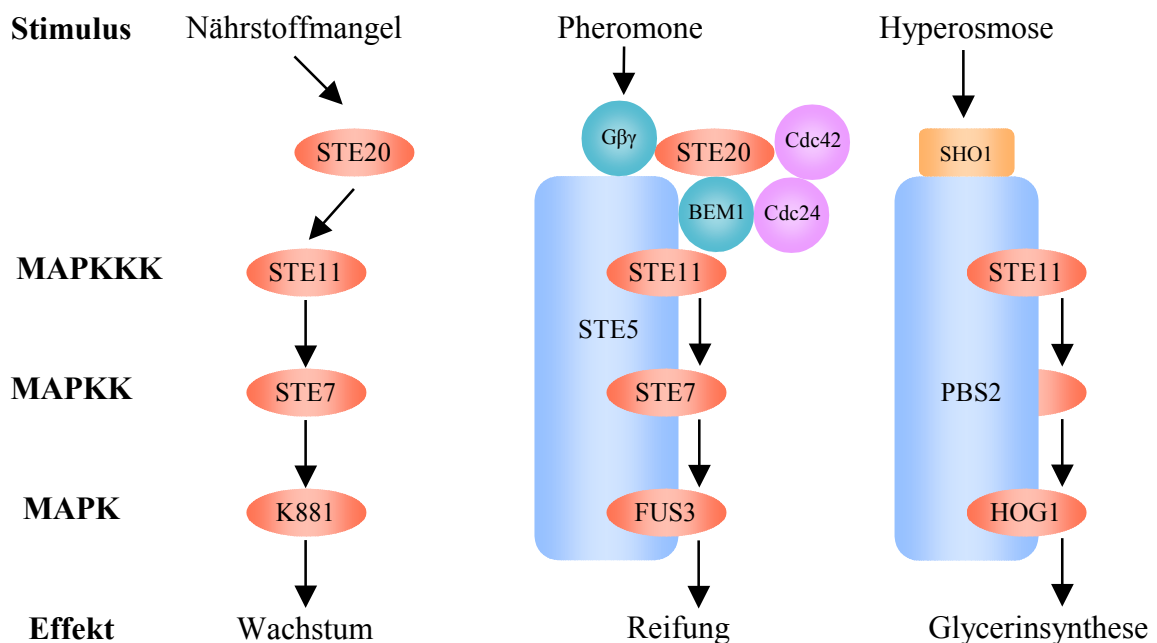 Stimulus Nährstoffmangel Pheromone Hyperosmose
Gβγ STE20 Cdc42
STE20 SHO1
BEM1 Cdc24
MAPKKK STE11 STE11 STE11
STE5
MAPKK STE7 STE7 PBS2
MAPK K881 FUS3 HOG1
Effekt Wachstum Reifung Glycerinsynthese